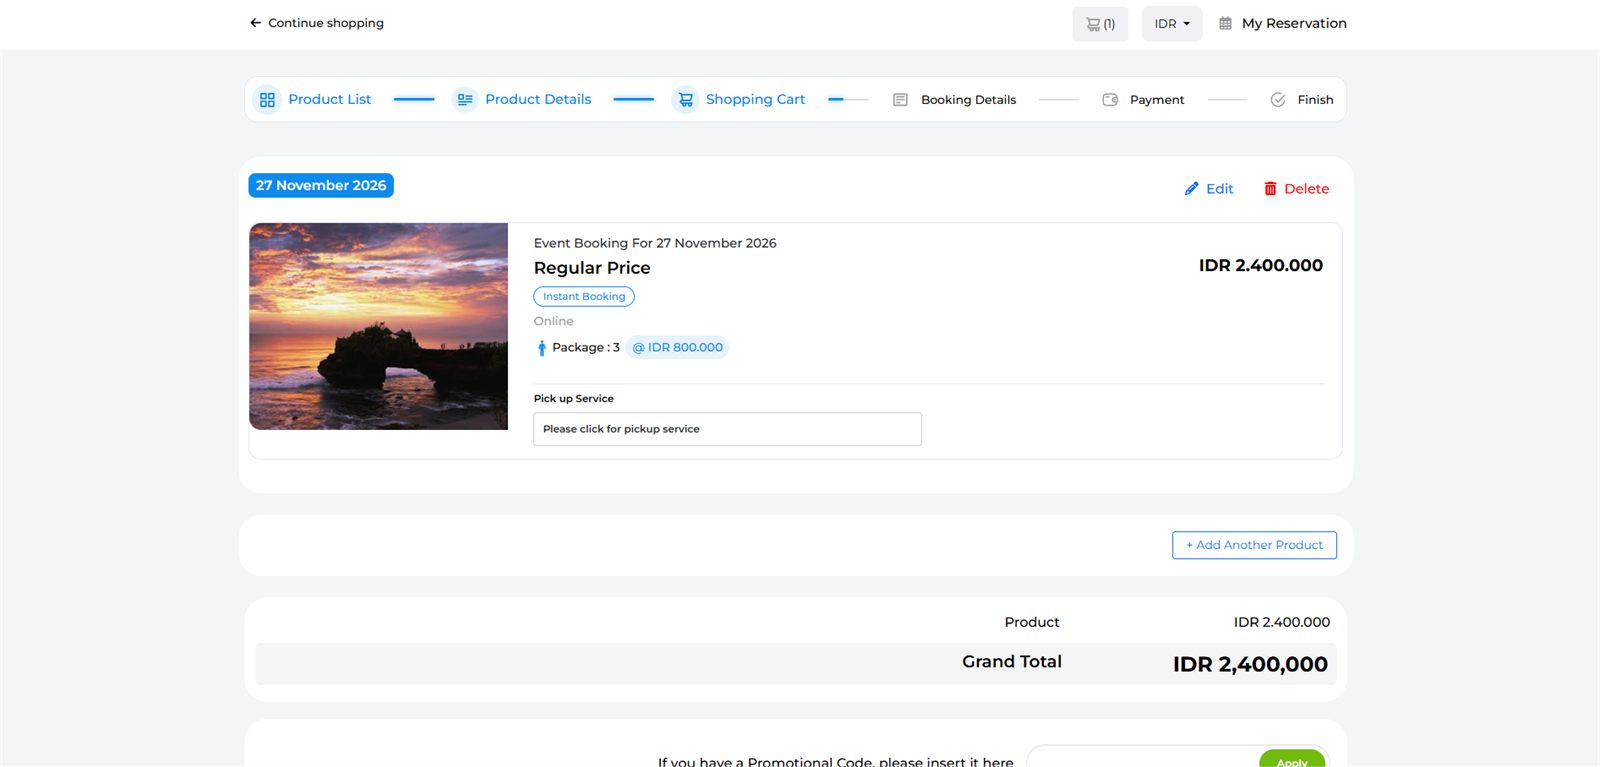 Continue shopping
(1)
IDR
My Reservation
Product List
Product Details
Shopping Cart
Booking Details
Payment
Finish
27 November 2026
Edit
Delete
Event Booking For 27 November 2026
Regular Price
IDR 2.400.000
Instant Booking
Online
Package : 3 @ IDR 800.000
Pick up Service
Please click for pickup service
+ Add Another Product
Product IDR 2.400.000
Grand Total IDR 2,400,000
If you have a Promotional Code, please insert it here
Apply